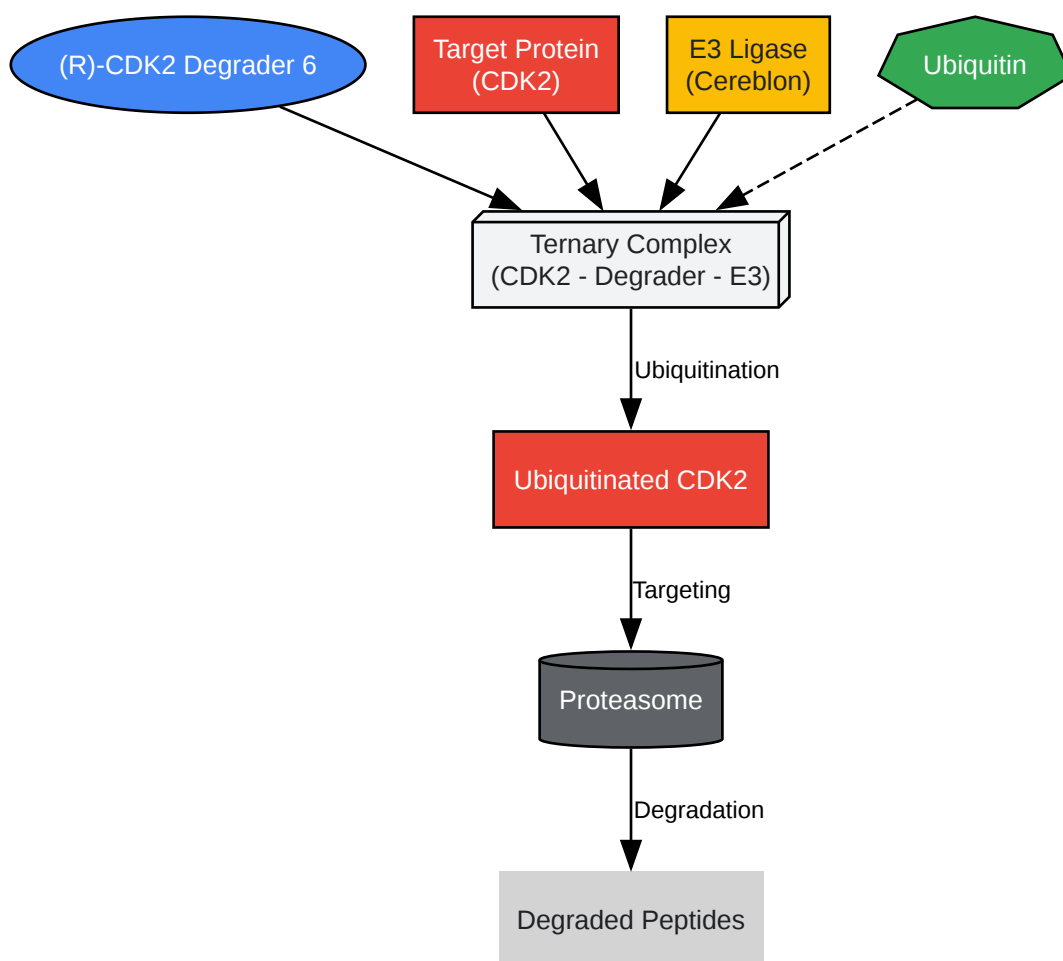 (R)-CDK2 Degrader 6
Target Protein
(CDK2)
E3 Ligase
(Cereblon)
Ubiquitin
Ternary Complex
(CDK2 - Degrader - E3)
Ubiquitination
Ubiquitinated CDK2
Targeting
Proteasome
Degradation
Degraded Peptides